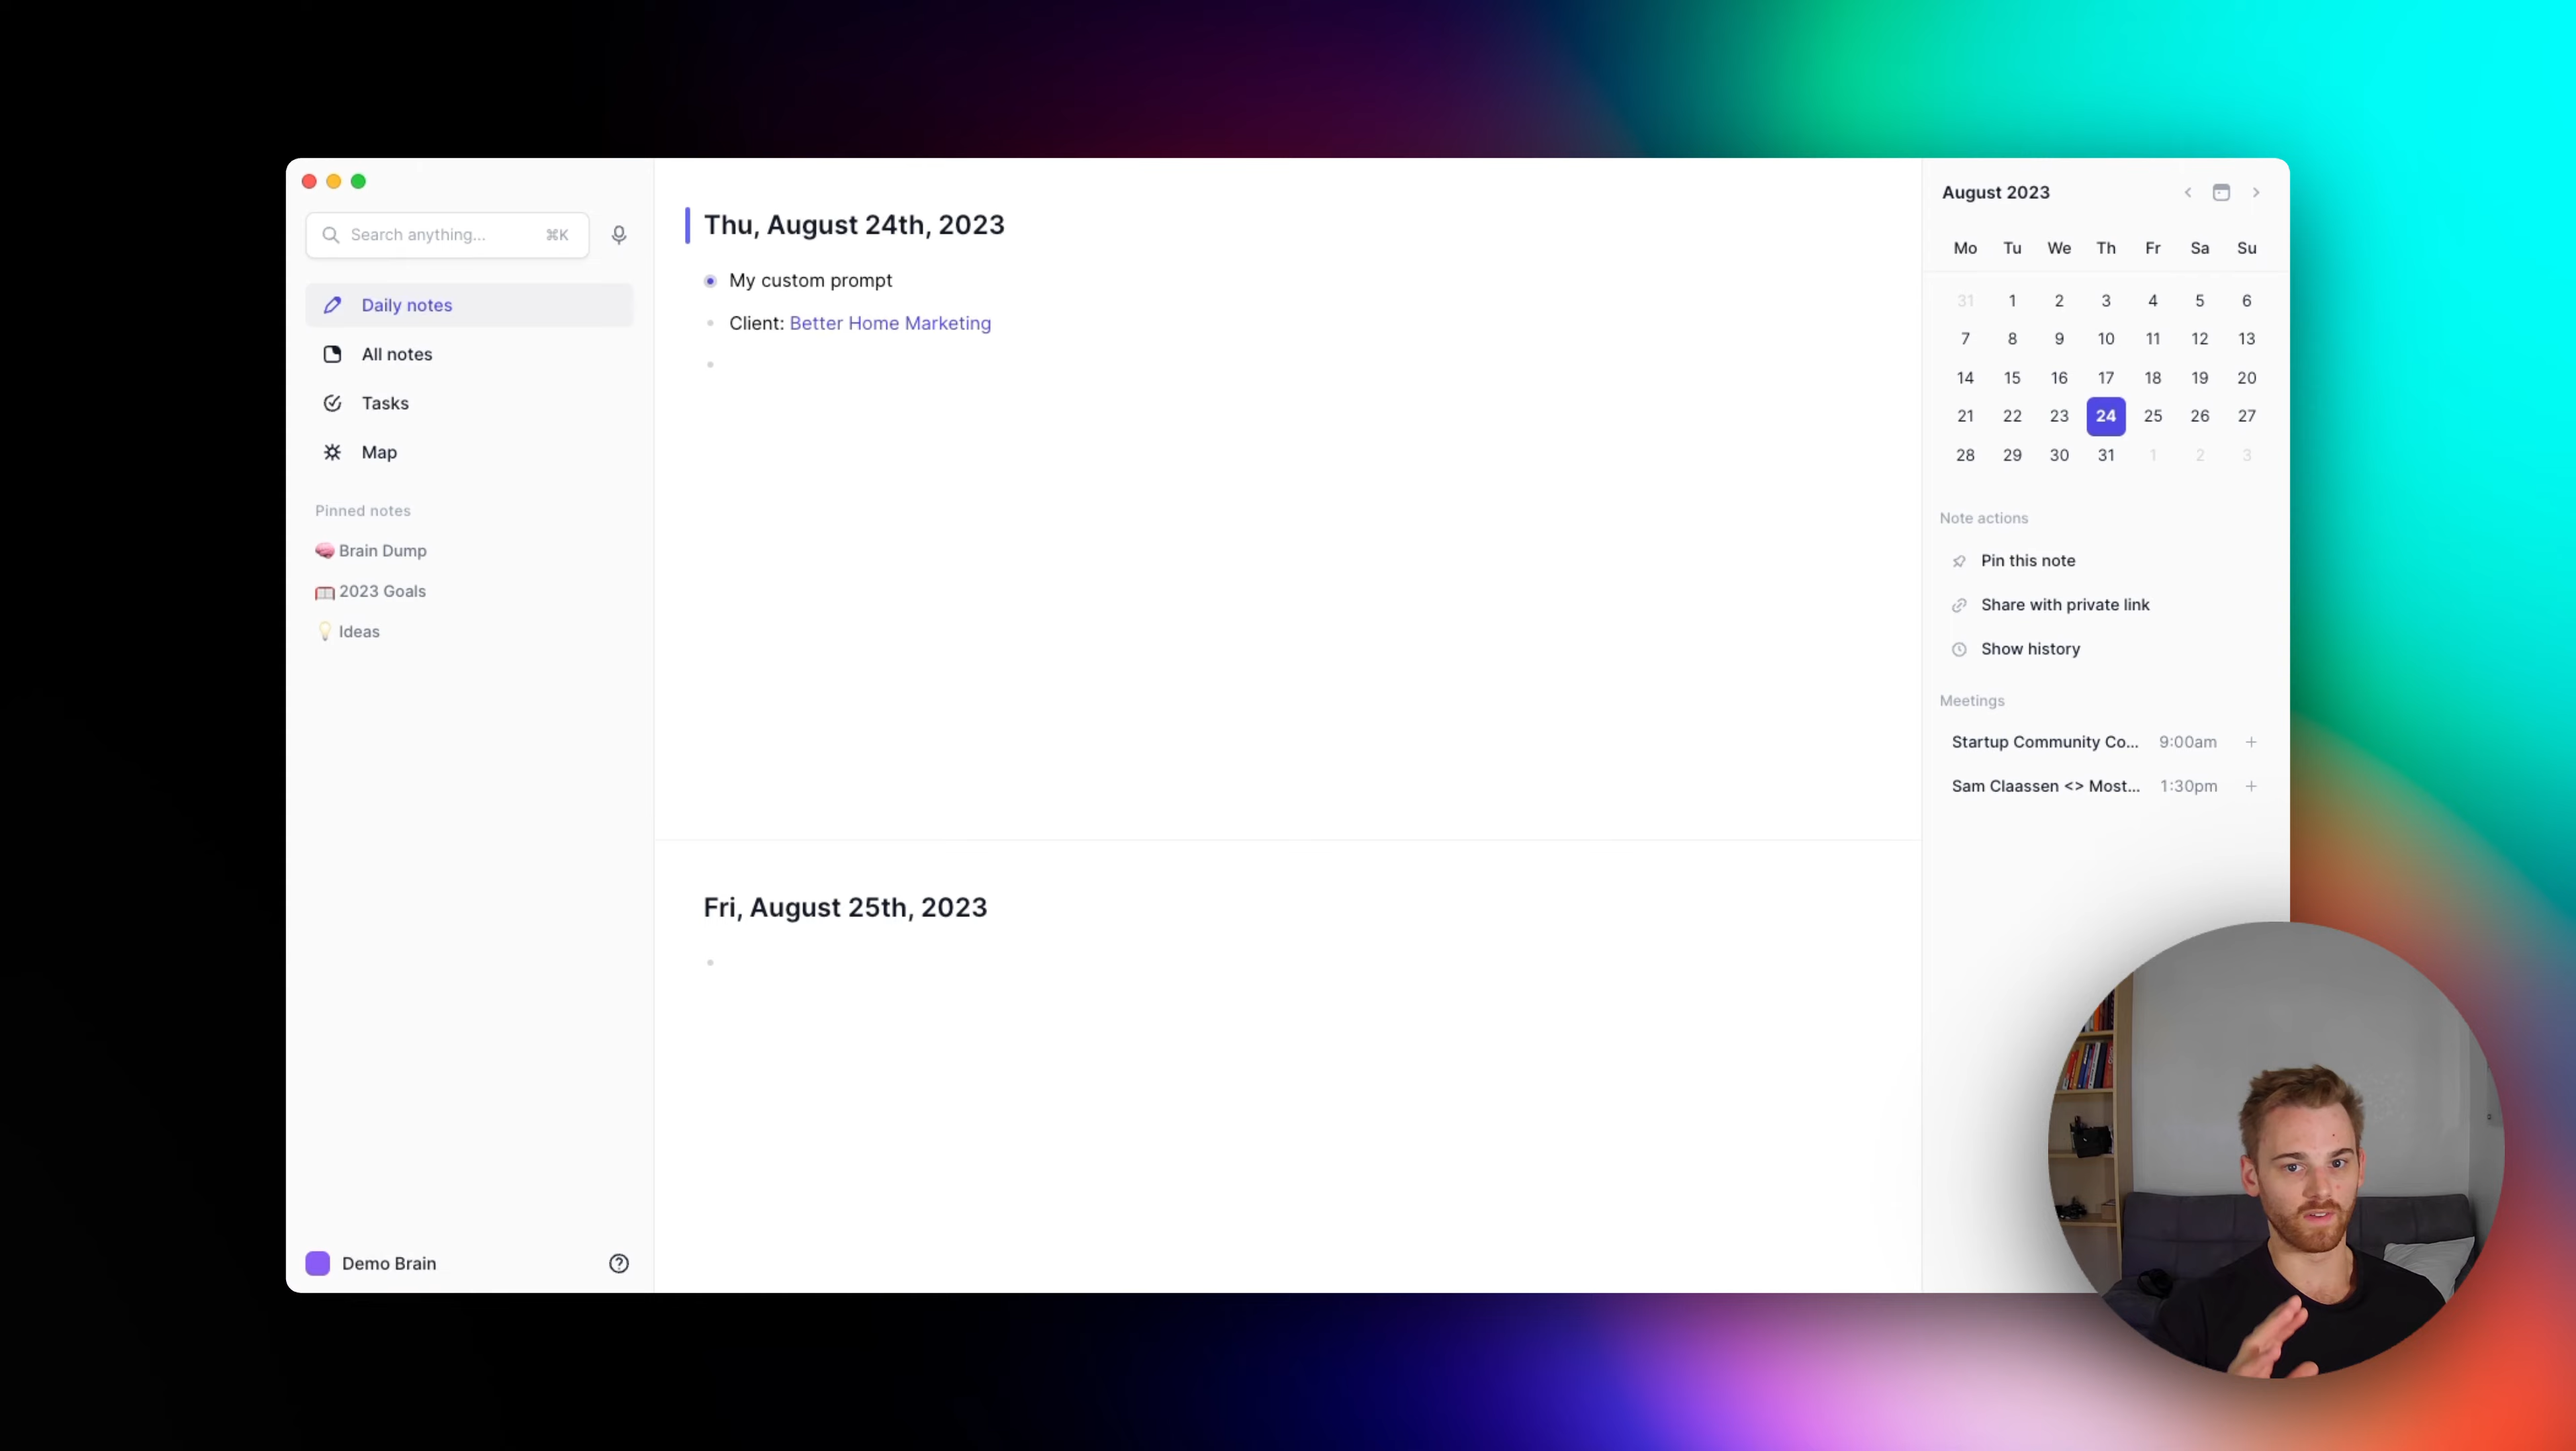 Search anything... ⌘K
Daily notes
All notes
Tasks
Map
Pinned notes
Brain Dump
2023 Goals
Ideas
Demo Brain
Thu, August 24th, 2023
My custom prompt
Client: Better Home Marketing
Fri, August 25th, 2023
August 2023
Mo Tu We Th Fr Sa Su
31 1 2 3 4 5 6
7 8 9 10 11 12 13
14 15 16 17 18 19 20
21 22 23 24 25 26 27
28 29 30 31 1 2 3
Note actions
Pin this note
Share with private link
Show history
Meetings
Startup Community Co... 9:00am +
Sam Claassen <> Most... 1:30pm +